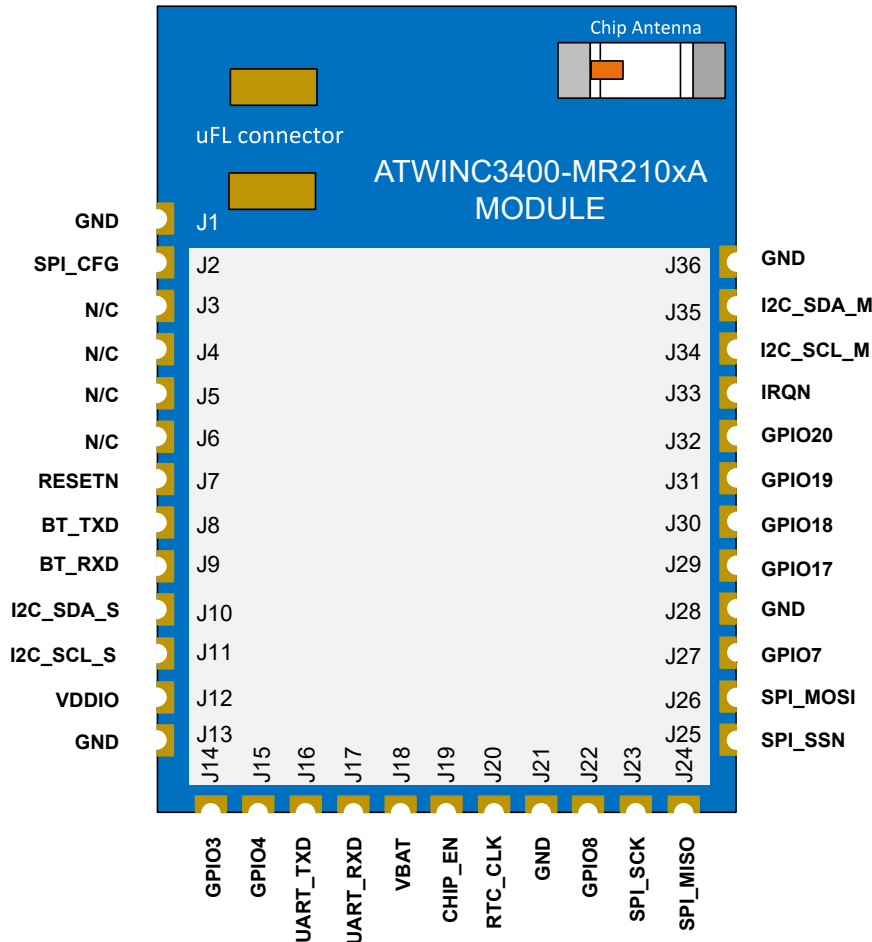 Chip Antenna
uFL connector
ATWINC3400-MR210xA
MODULE
GND J1
SPI_CFG J2
N/C J3
N/C J4
N/C J5
N/C J6
RESETN J7
BT_TXD J8
BT_RXD J9
I2C_SDA_S J10
I2C_SCL_S J11
VDDIO J12
GND J13
J36 GND
J35 I2C_SDA_M
J34 I2C_SCL_M
J33 IRQN
J32 GPIO20
J31 GPIO19
J30 GPIO18
J29 GPIO17
J28 GND
J27 GPIO7
J26 SPI_MOSI
J25 SPI_SSN
J14 GPIO3
J15 GPIO4
J16 UART_TXD
J17 UART_RXD
J18 VBAT
J19 CHIP_EN
J20 RTC_CLK
J21 GND
J22 GPIO8
J23 SPI_SCK
J24 SPI_MISO